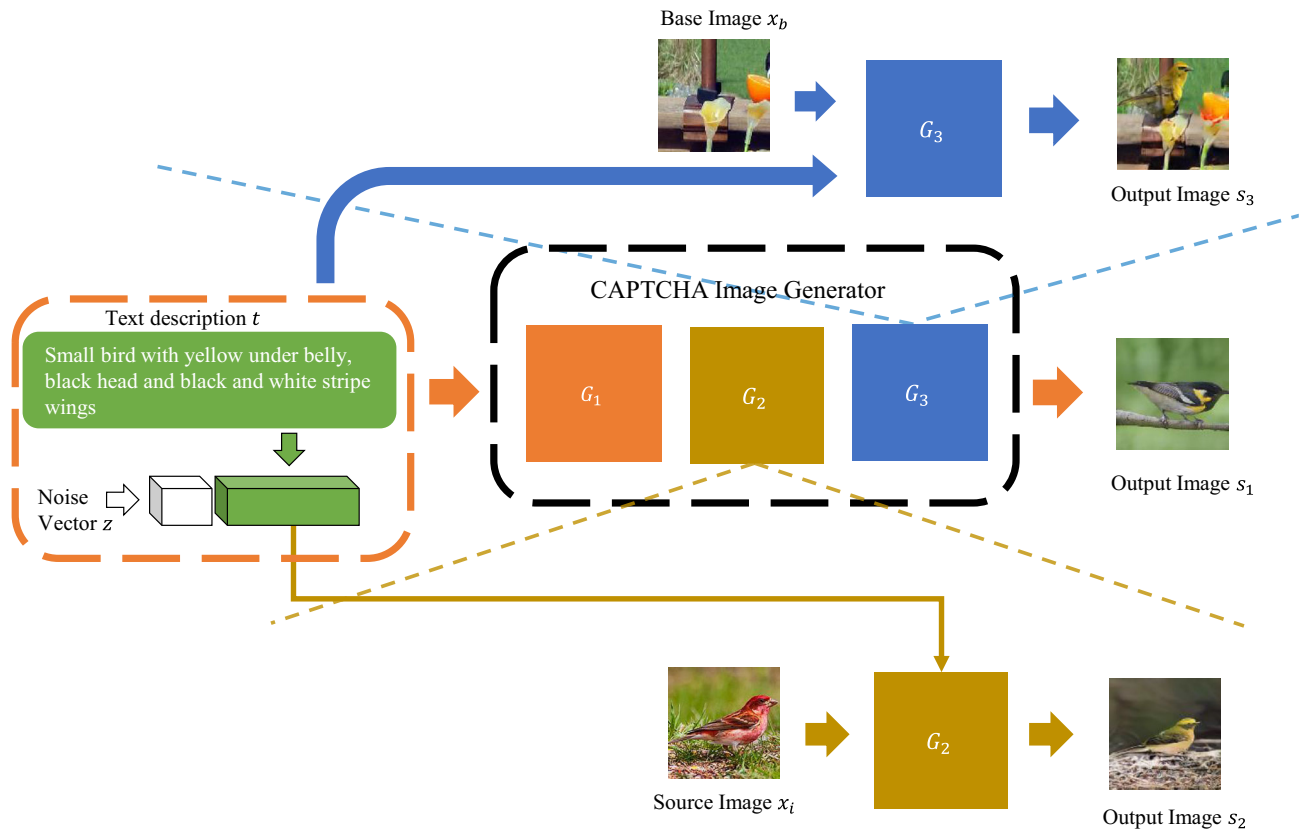 Base Image x_b
G_3
Output Image s_3
CAPTCHA Image Generator
Text description t
Small bird with yellow under belly,
black head and black and white stripe
wings
G_1
G_2
G_3
Noise
Vector z
Output Image s_1
G_2
Source Image x_i
Output Image s_2